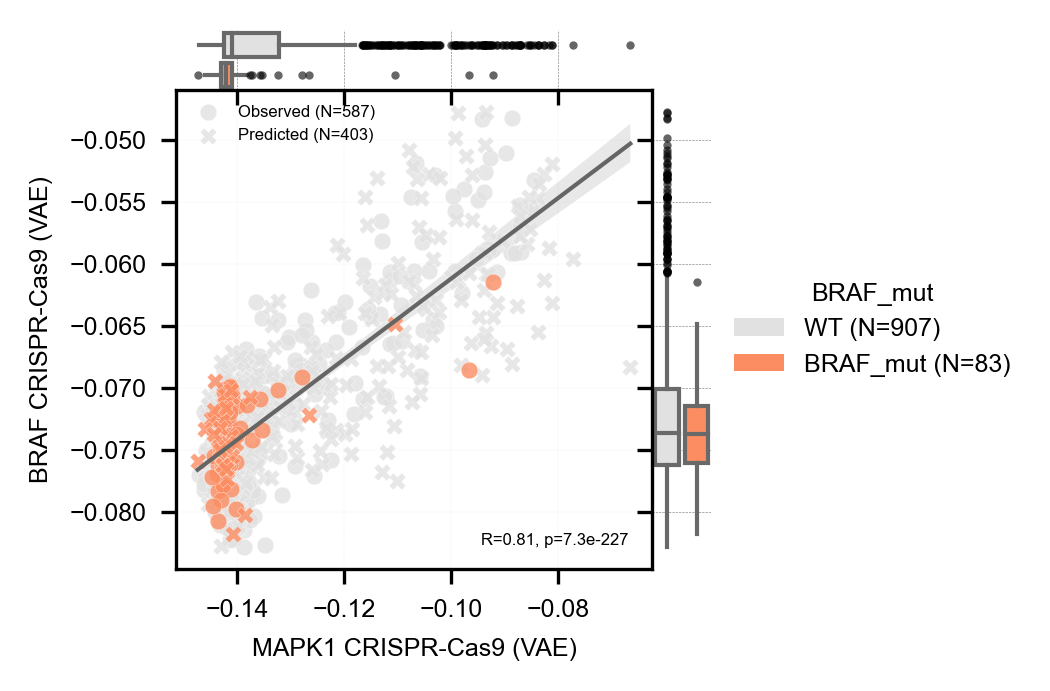 Observed (N=587)
Predicted (N=403)
−0.050
−0.055
−0.060
−0.065
−0.070
−0.075
−0.080
BRAF CRISPR-Cas9 (VAE)
R=0.81, p=7.3e-227
−0.14
−0.12
−0.10
−0.08
MAPK1 CRISPR-Cas9 (VAE)
BRAF_mut
WT (N=907)
BRAF_mut (N=83)